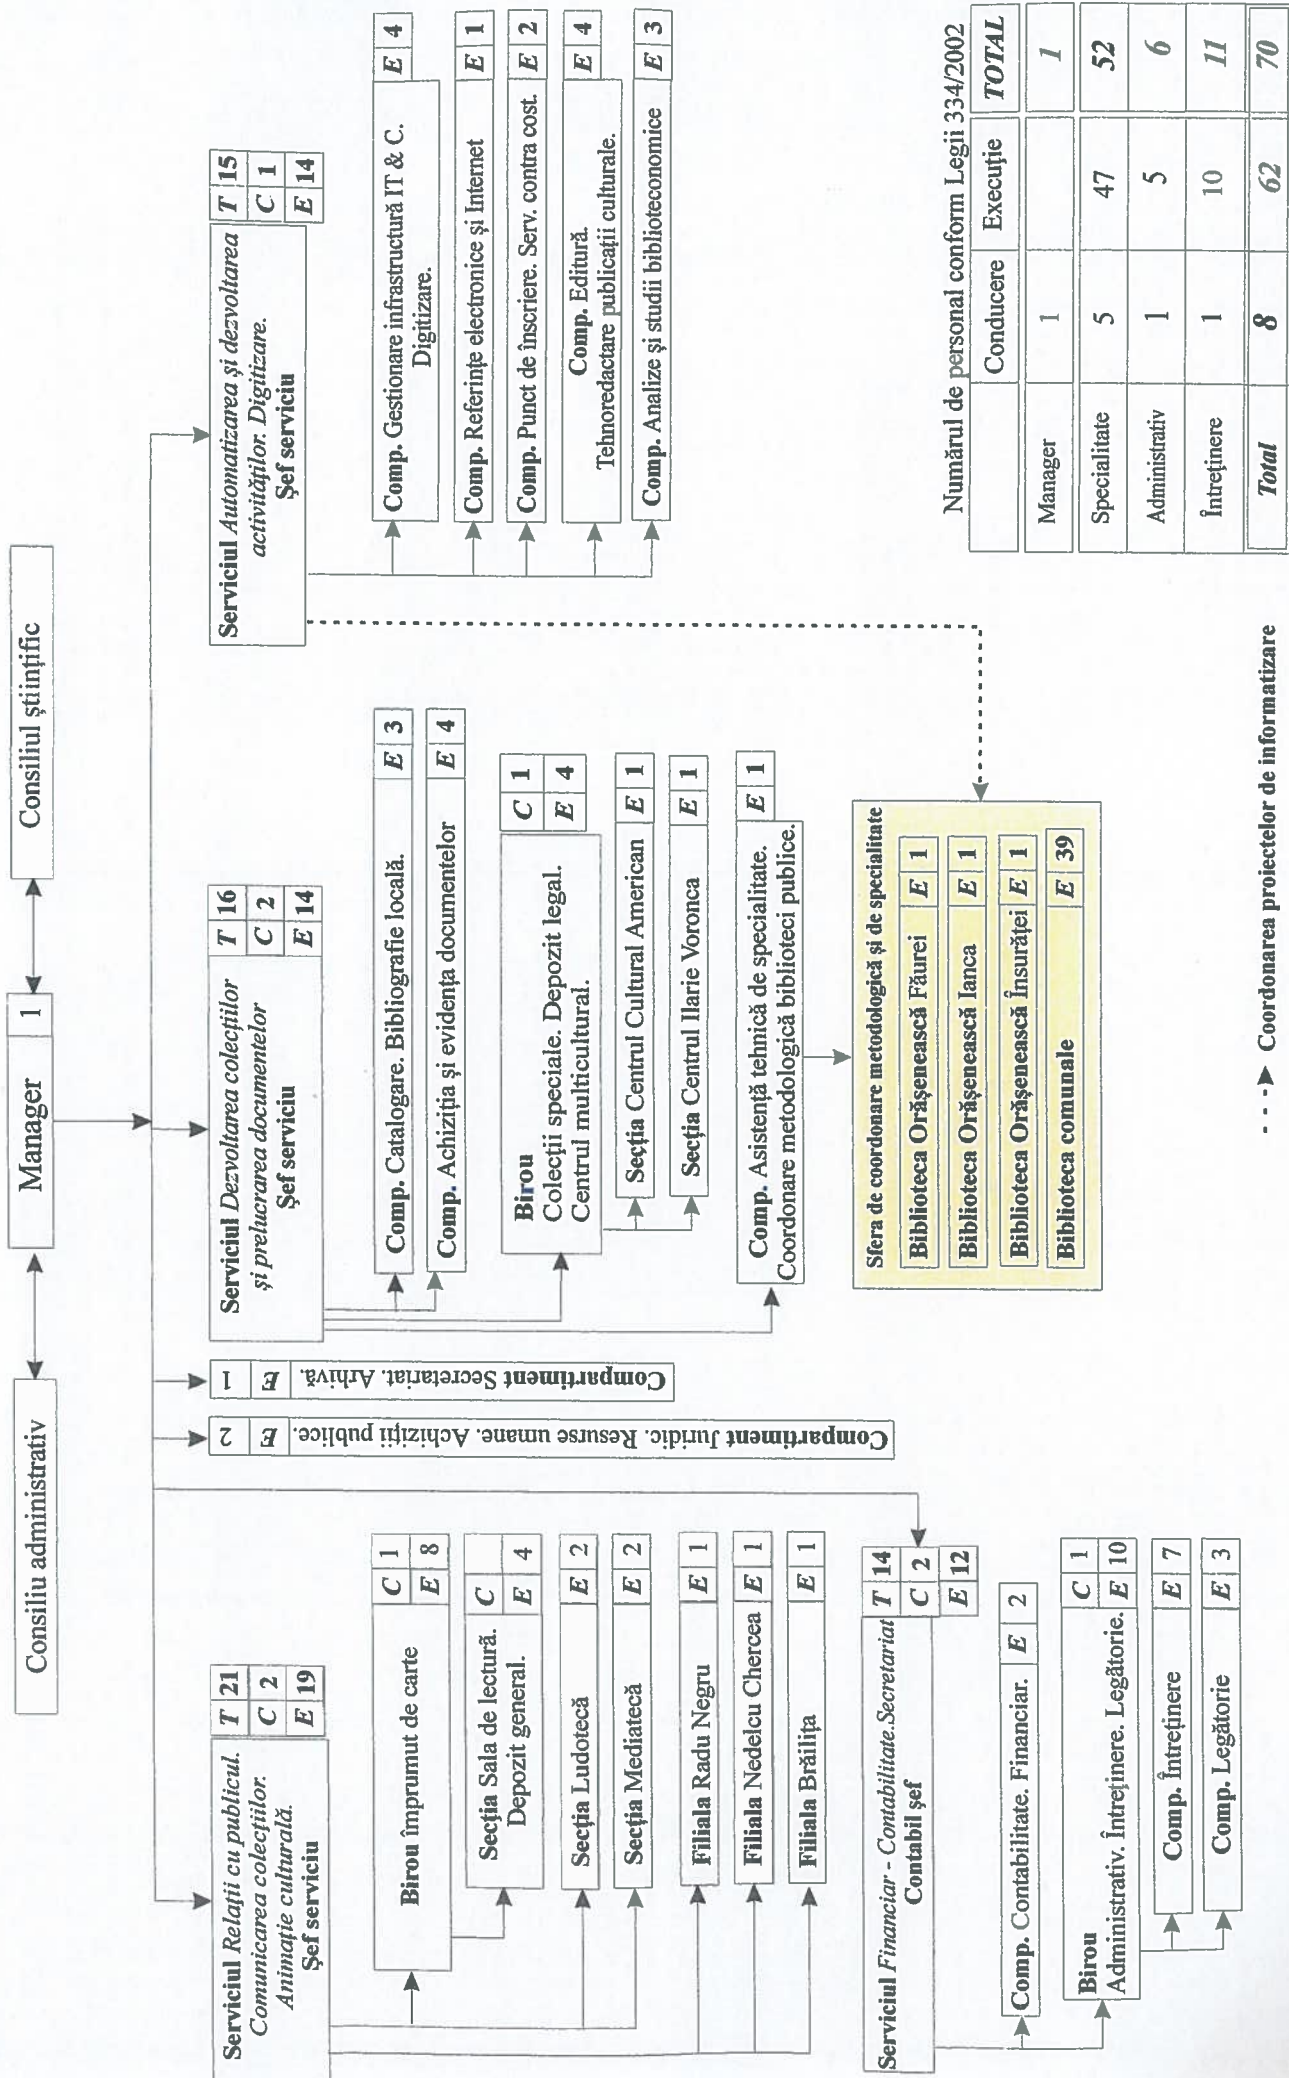 Consiliu administrativ
Manager 1
Consiliul științific
Serviciul Relații cu publicul.
Comunicarea colecțiilor.
Animație culturală.
Șef serviciu
T 21
C 2
E 19
Birou împrumut de carte
C 1
E 8
Secția Sala de lectură.
Depozit general.
C
E 4
Secția Ludotecă E 2
Secția Mediatecă E 2
Filiala Radu Negru E 1
Filiala Nedelcu Chercea E 1
Filiala Brăilița E 1
Serviciul Financiar - Contabilitate.Secretariat
Contabil șef
T 14
C 2
E 12
Comp. Contabilitate. Financiar. E 2
Birou
Administrativ. Întreținere. Legătorie.
C 1
E 10
Comp. Întreținere E 7
Comp. Legătorie E 3
2 E Compartiment Juridic. Resurse umane. Achiziții publice.
1 E Compartiment Secretariat. Arhivă.
Serviciul Dezvoltarea colecțiilor
și prelucrarea documentelor
Șef serviciu
T 16
C 2
E 14
Comp. Catalogare. Bibliografie locală. E 3
Comp. Achiziția și evidența documentelor E 4
Birou
Colecții speciale. Depozit legal.
Centrul multicultural.
C 1
E 4
Secția Centrul Cultural American E 1
Secția Centrul Ilarie Voronca E 1
Comp. Asistență tehnică de specialitate.
Coordonare metodologică biblioteci publice.
E 1
Sfera de coordonare metodologică și de specialitate
Biblioteca Orășenească Făurei E 1
Biblioteca Orășenească Ianca E 1
Biblioteca Orășenească Însurăței E 1
Biblioteca comunale E 39
Serviciul Automatizarea și dezvoltarea
activităților. Digitizare.
Șef serviciu
T 15
C 1
E 14
Comp. Gestionare infrastructură IT & C.
Digitizare.
E 4
Comp. Referințe electronice și Internet E 1
Comp. Punct de înscriere. Serv. contra cost. E 2
Comp. Editură.
Tehnoredactare publicații culturale.
E 4
Comp. Analize și studii biblioteconomice E 3
- - - Coordonarea proiectelor de informatizare
Numărul de personal conform Legii 334/2002
Conducere Execuție TOTAL
Manager 1 1
Specialitate 5 47 52
Administrativ 1 5 6
Întreținere 1 10 11
Total 8 62 70